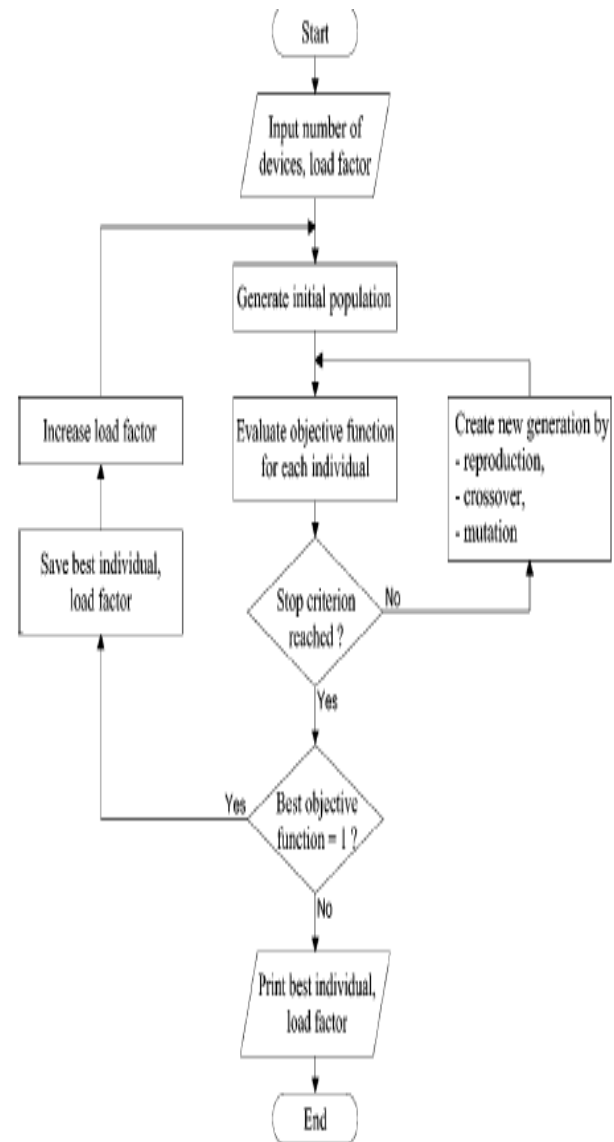 Start
Input number of
devices, load factor
Generate initial population
Increase load factor
Evaluate objective function
for each individual
Create new generation by
- reproduction,
- crossover,
- mutation
Save best individual,
load factor
Stop criterion
reached ?
No
Yes
Best objective
function = 1 ?
Yes
No
Print best individual,
load factor
End